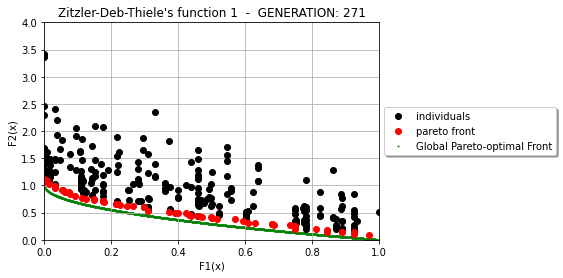 Zitzler-Deb-Thiele's function 1 - GENERATION: 271
4.0
3.5
3.0
2.5
2.0
1.5
1.0
0.5
0.0
F2(x)
0.0 0.2 0.4 0.6 0.8 1.0
F1(x)
individuals
pareto front
Global Pareto-optimal Front